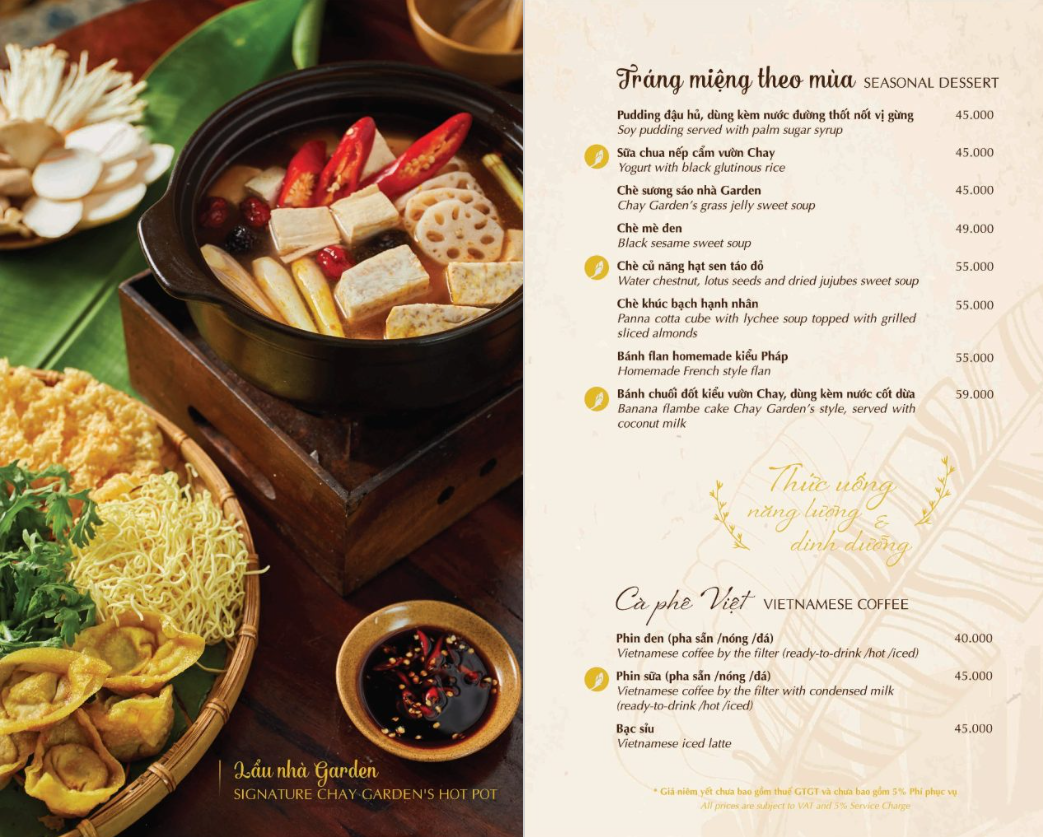 Lẩu nhà Garden
SIGNATURE CHAY GARDEN'S HOT POT
Tráng miệng theo mùa SEASONAL DESSERT
Pudding đậu hủ, dùng kèm nước đường thốt nốt vị gừng 45.000
Soy pudding served with palm sugar syrup
Sữa chua nếp cẩm vườn Chay 45.000
Yogurt with black glutinous rice
Chè sương sáo nhà Garden 45.000
Chay Garden's grass jelly sweet soup
Chè mè đen 49.000
Black sesame sweet soup
Chè củ năng hạt sen táo đỏ 55.000
Water chestnut, lotus seeds and dried jujubes sweet soup
Chè khúc bạch hạnh nhân 55.000
Panna cotta cube with lychee soup topped with grilled
sliced almonds
Bánh flan homemade kiểu Pháp 55.000
Homemade French style flan
Bánh chuối đốt kiểu vườn Chay, dùng kèm nước cốt dừa 59.000
Banana flambe cake Chay Garden's style, served with
coconut milk
Thức uống
năng lượng &
dinh dưỡng
Cà phê Việt VIETNAMESE COFFEE
Phin đen (pha sẵn /nóng /đá) 40.000
Vietnamese coffee by the filter (ready-to-drink /hot /iced)
Phin sữa (pha sẵn /nóng /đá) 45.000
Vietnamese coffee by the filter with condensed milk
(ready-to-drink /hot /iced)
Bạc sỉu 45.000
Vietnamese iced latte
* Giá niêm yết chưa bao gồm thuế GTGT và chưa bao gồm 5% Phí phục vụ
All prices are subject to VAT and 5% Service Charge